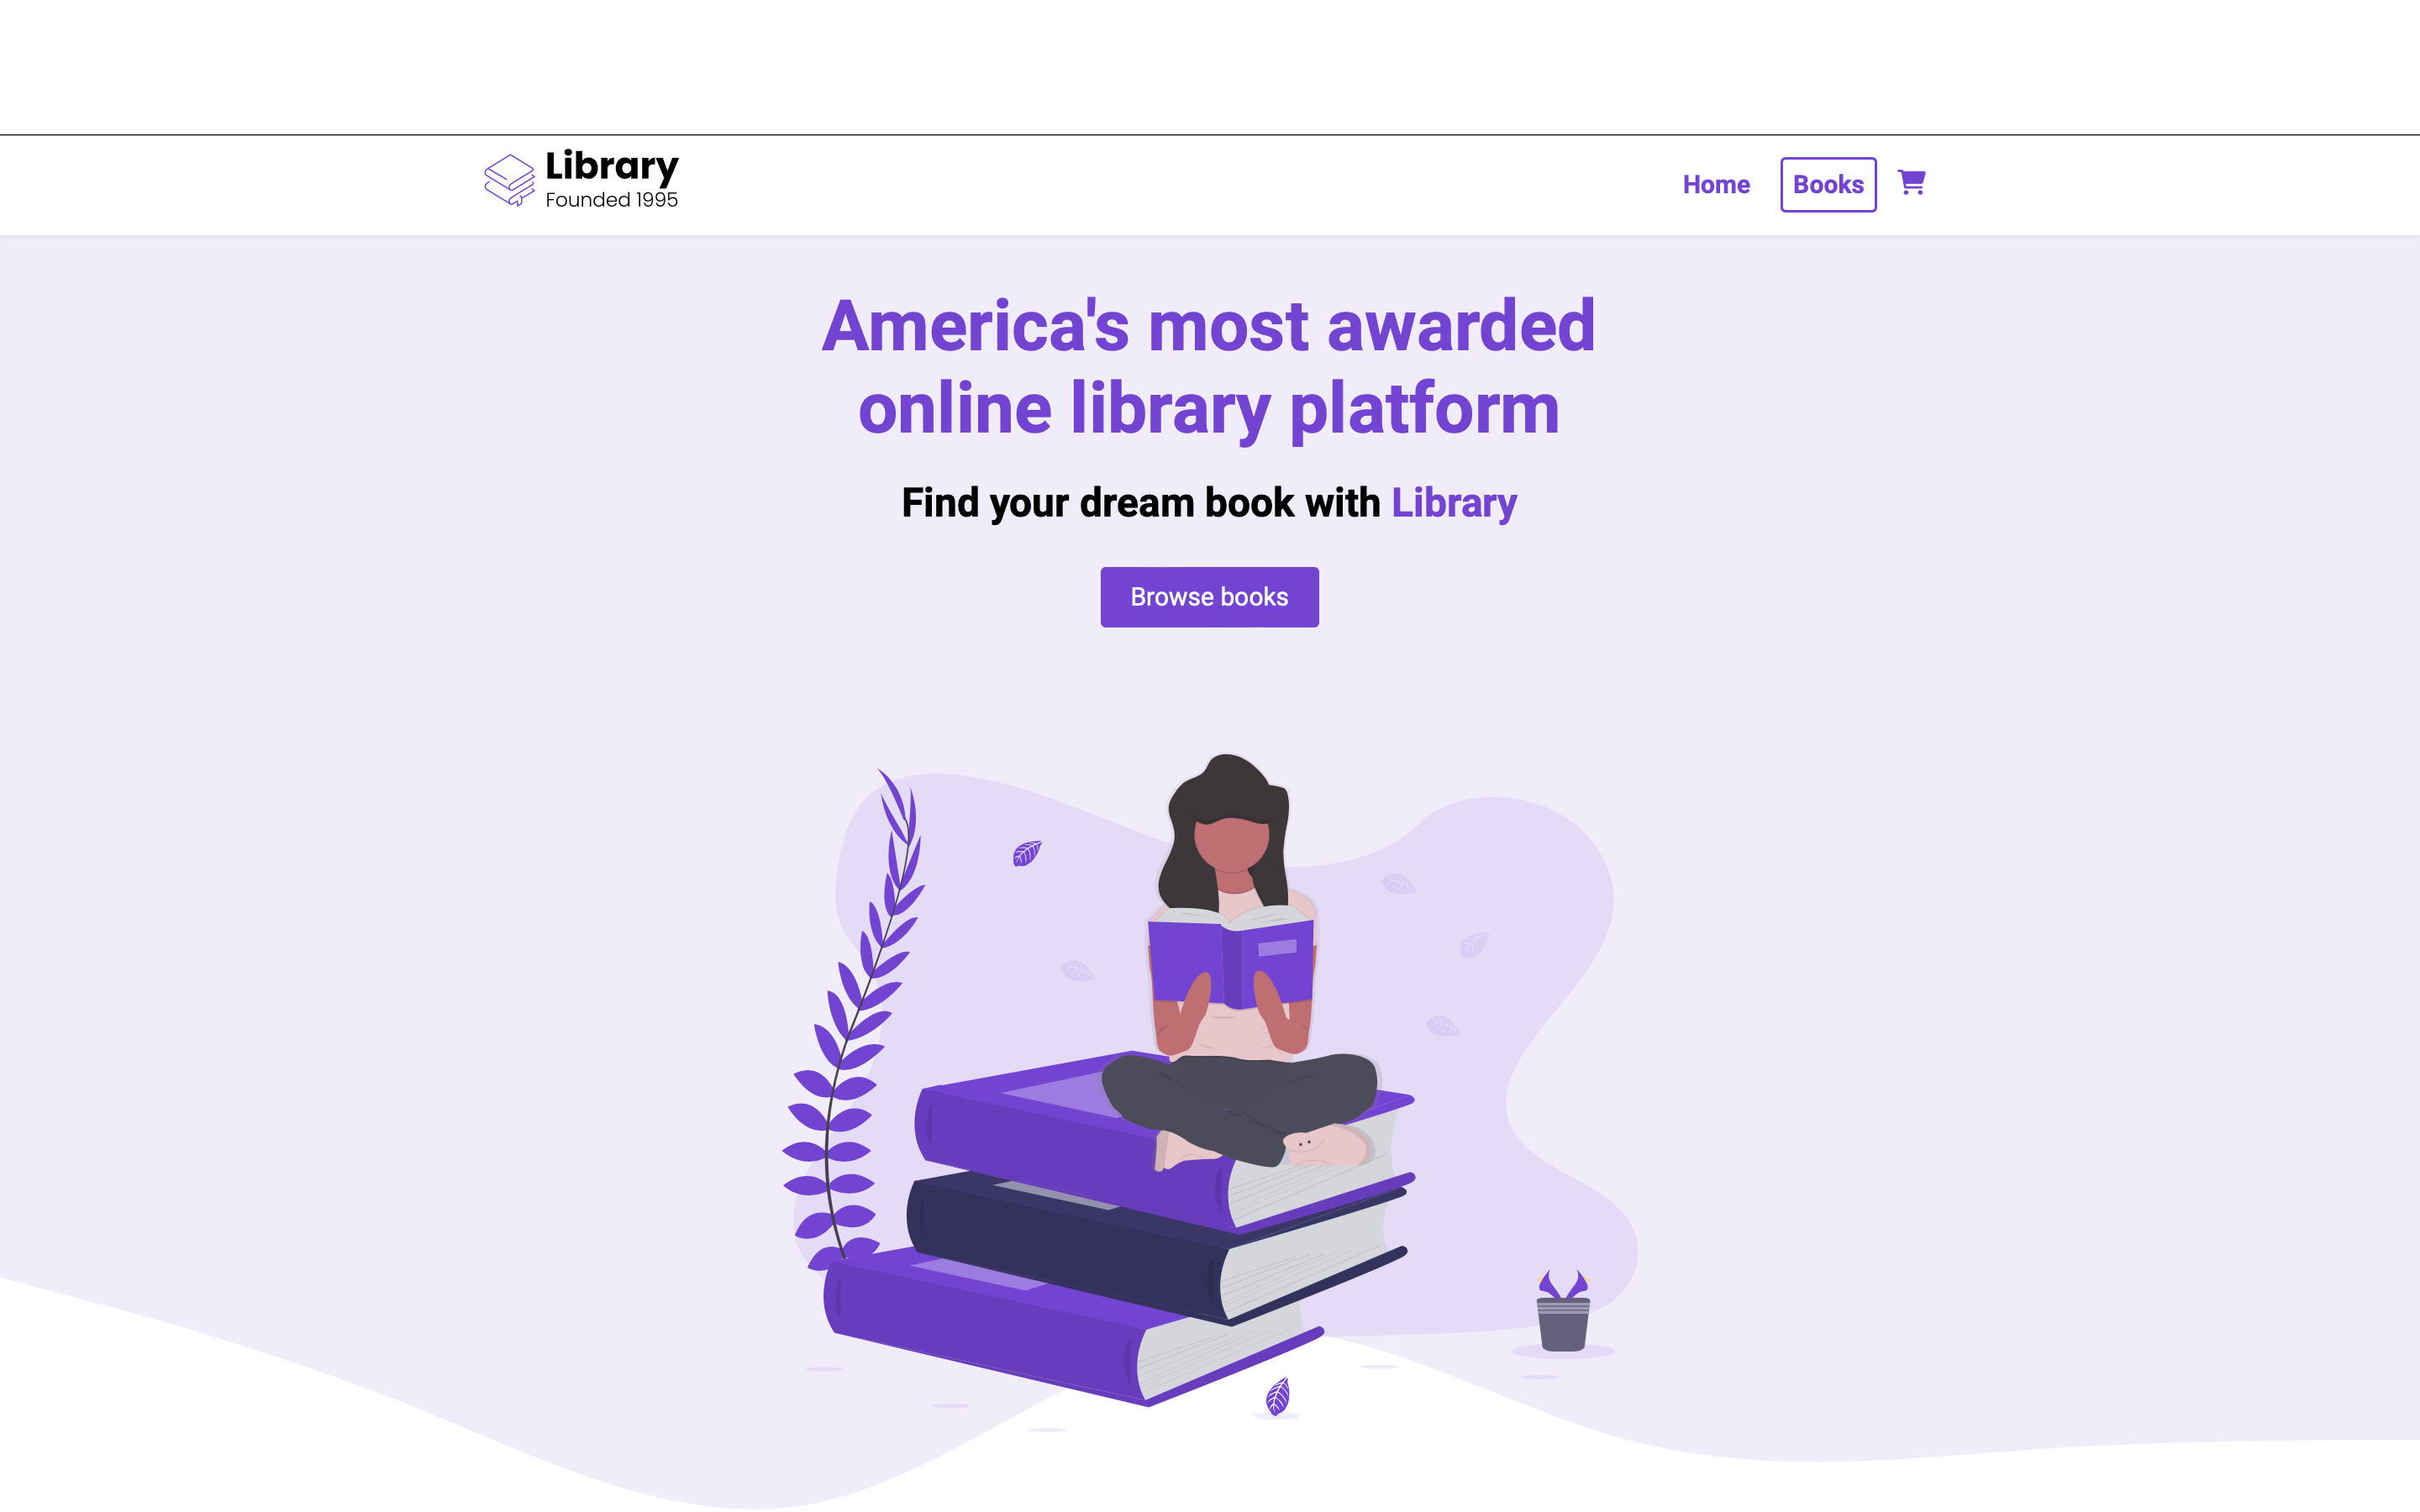 Library
Founded 1995
Home
Books
America's most awarded
online library platform
Find your dream book with Library
Browse books